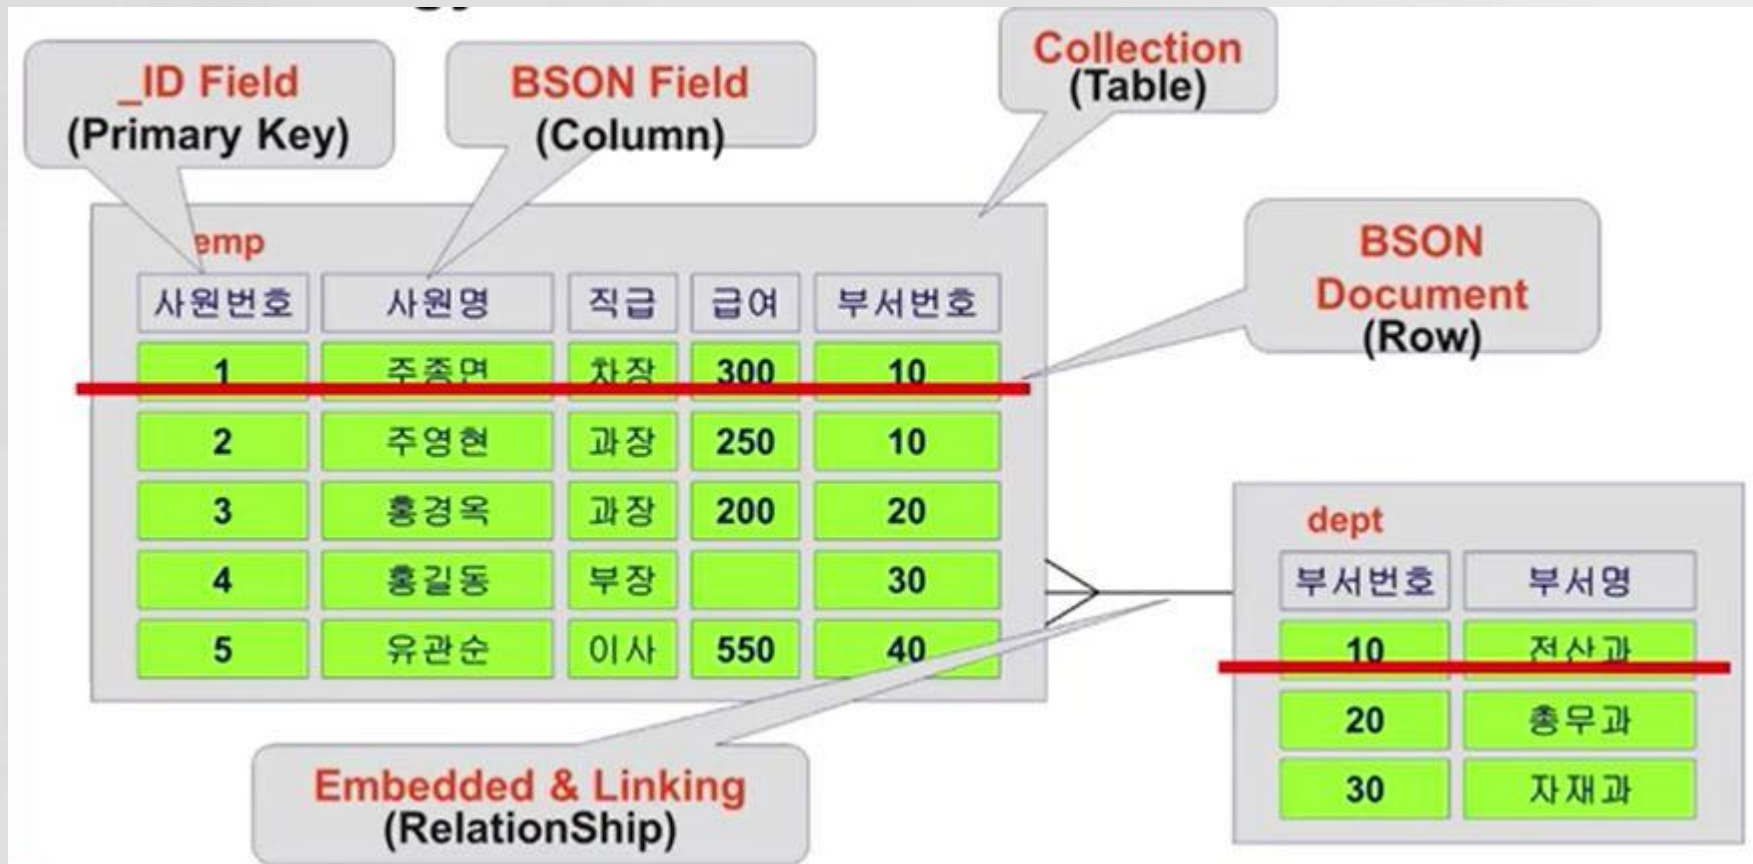 _ID Field
(Primary Key)
BSON Field
(Column)
Collection
(Table)
BSON
Document
(Row)
emp
사원번호 사원명 직급 급여 부서번호
1 주종면 차장 300 10
2 주영현 과장 250 10
3 홍경옥 과장 200 20
4 홍길동 부장 30
5 유관순 이사 550 40
dept
부서번호 부서명
10 전산과
20 총무과
30 자재과
Embedded & Linking
(RelationShip)